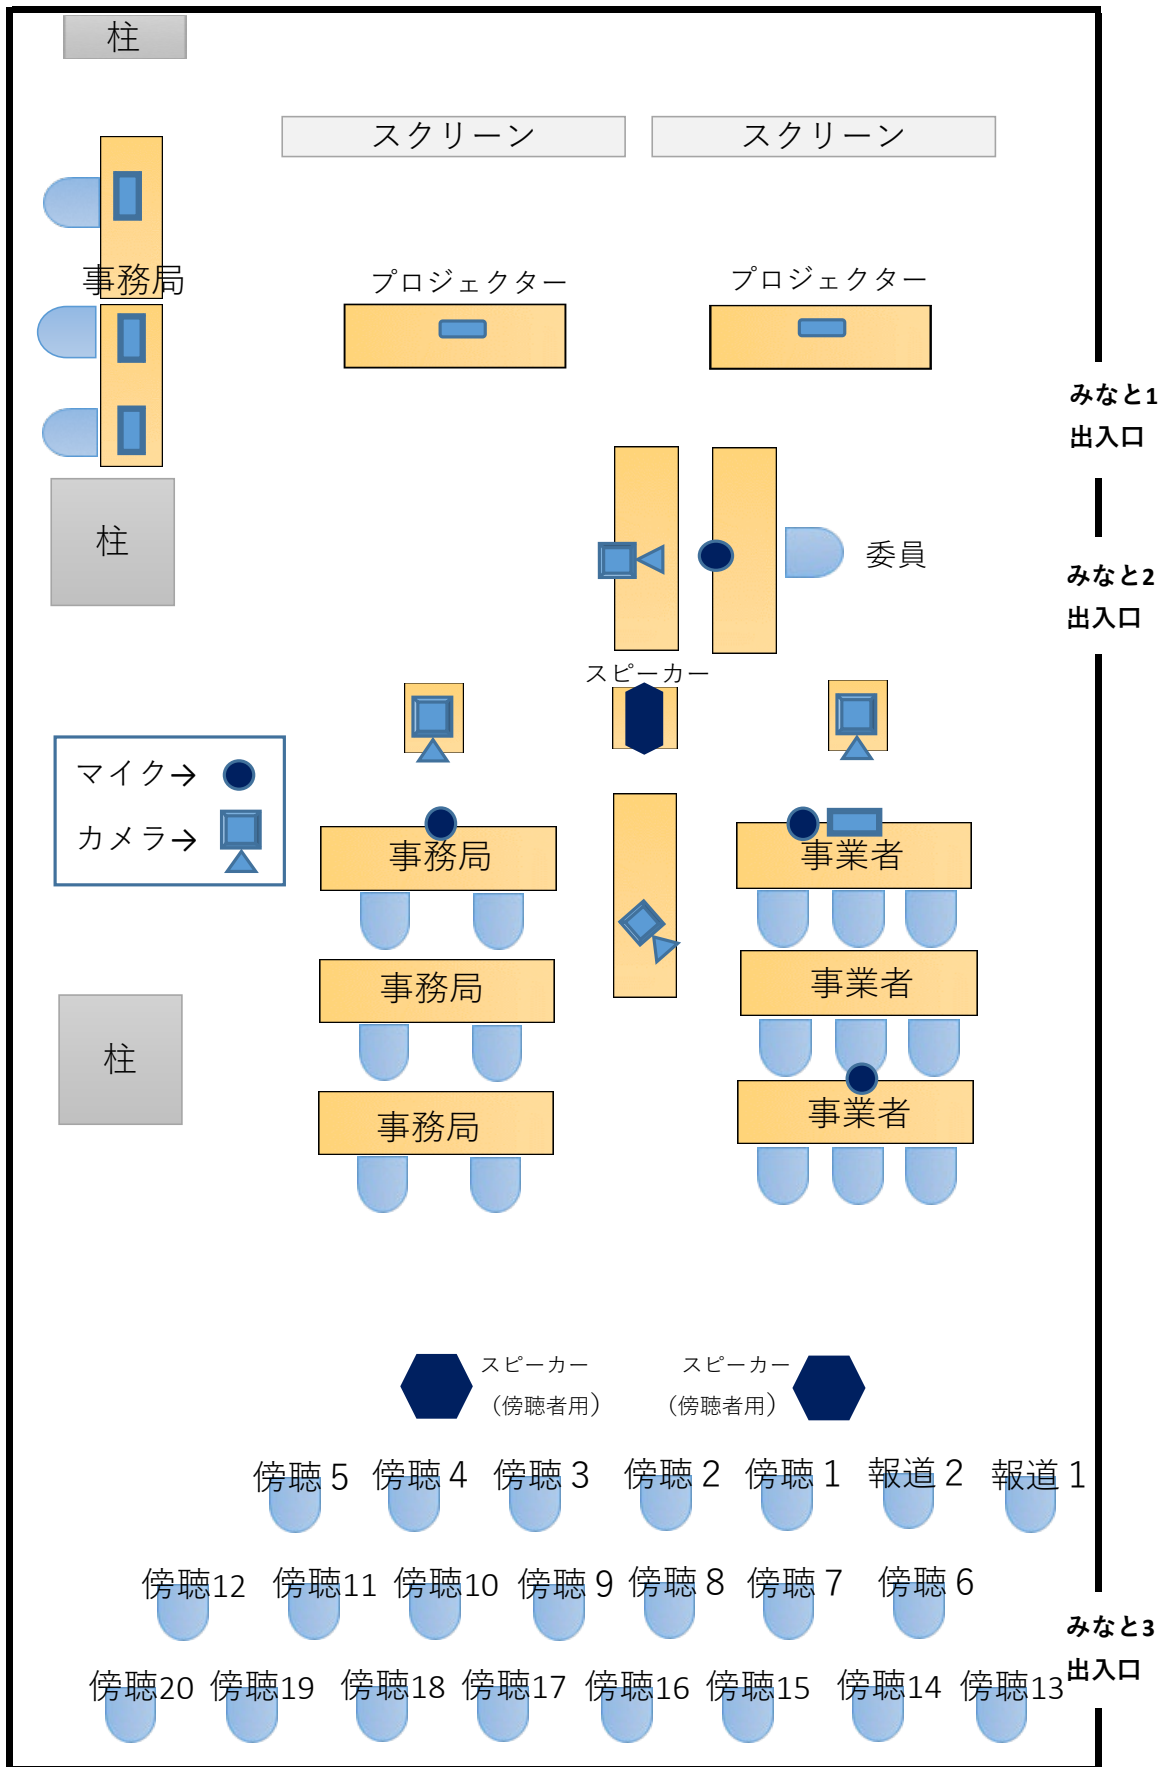 柱
スクリーン
スクリーン
事務局
プロジェクター
プロジェクター
みなと1
出入口
柱
委員
みなと2
出入口
スピーカー
マイク→
カメラ→
事務局
事業者
事務局
事業者
柱
事務局
事業者
スピーカー
（傍聴者用）
スピーカー
（傍聴者用）
傍聴５
傍聴４
傍聴３
傍聴２
傍聴１
報道２
報道１
傍聴12
傍聴11
傍聴10
傍聴９
傍聴８
傍聴７
傍聴６
みなと3
出入口
傍聴20
傍聴19
傍聴18
傍聴17
傍聴16
傍聴15
傍聴14
傍聴13